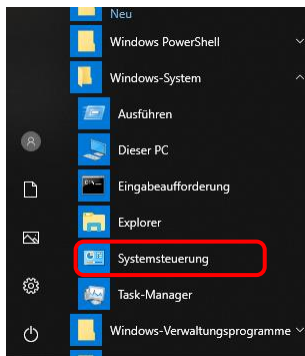 Neu
Windows PowerShell
Windows-System
Ausführen
Dieser PC
Eingabeaufforderung
Explorer
Systemsteuerung
Task-Manager
Windows-Verwaltungsprogramme